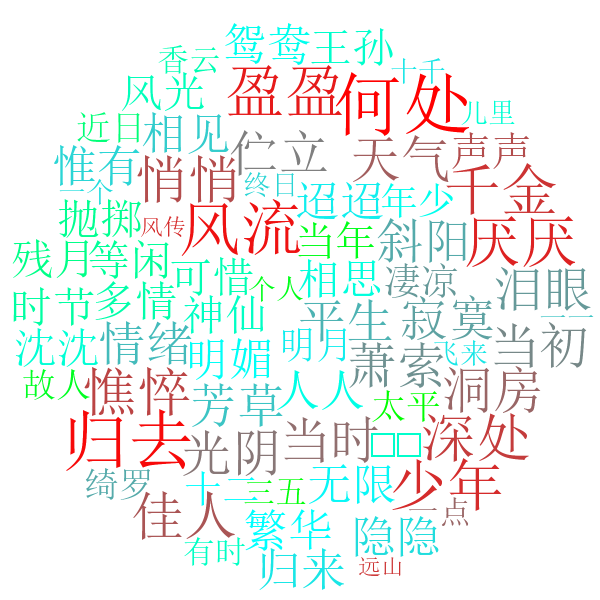 鸳鸯 王孙
香云 十千
风光 盈盈 何处 儿里
近日 相见 伫立 天气 声声
惟有 悄悄 终日 迢迢 年少 千金
一个 抛掷 风传 风流 当年 斜阳 厌厌
残月 等闲 可惜 个人 相思 凄凉 泪眼
时节 多情 神仙 平生 寂寞 一一
沈沈 情绪 明媚 明月 萧索 飞来 当初
故人 憔悴 芳草 人人 太平 洞房
归去 光阴 当时 □□ 深处
绮罗 十二 三五 无限 少年
佳人 繁华 隐隐 一点
有时 归来 远山